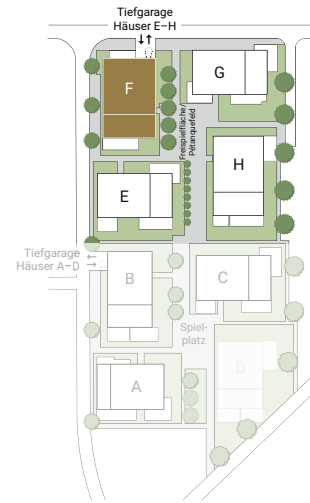 Tiefgarage
Häuser E–H
F
G
Freispielfläche/
Pétanquefeld
H
E
Tiefgarage
Häuser A–D
B
C
Spiel-
platz
D
A